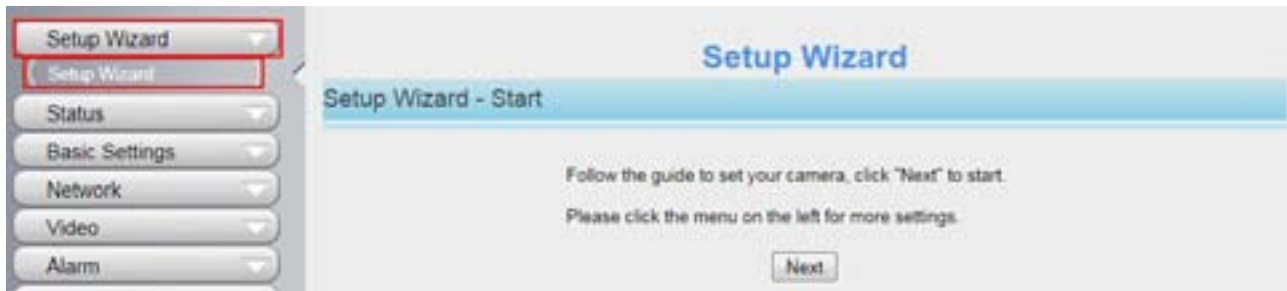 Setup Wizard
Setup Wizard
Status
Basic Settings
Network
Video
Alarm
Setup Wizard
Setup Wizard - Start
Follow the guide to set your camera, click "Next" to start.
Please click the menu on the left for more settings.
Next